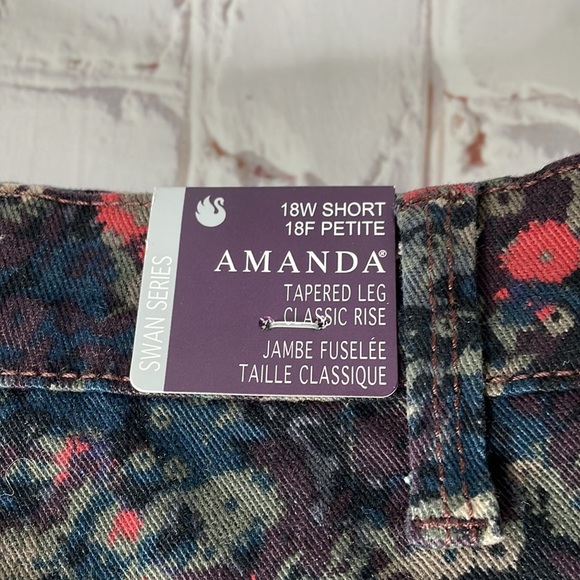 SWAN SERIES
18W SHORT
18F PETITE
AMANDA®
TAPERED LEG
CLASSIC RISE
JAMBE FUSELÉE
TAILLE CLASSIQUE